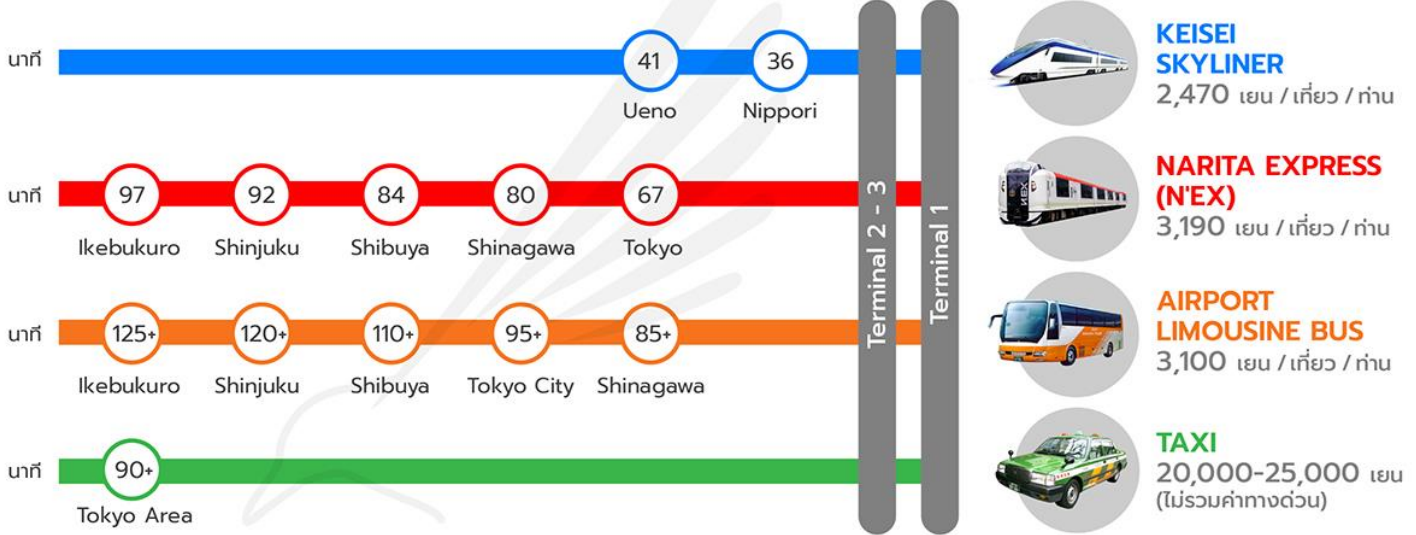 นาที
41
36
Ueno
Nippori
KEISEI
SKYLINER
2,470 เยน / เที่ยว / ท่าน
นาที
97
92
84
80
67
Ikebukuro
Shinjuku
Shibuya
Shinagawa
Tokyo
NARITA EXPRESS
(N'EX)
3,190 เยน / เที่ยว / ท่าน
N'EX
Terminal 2 - 3
Terminal 1
นาที
125+
120+
110+
95+
85+
Ikebukuro
Shinjuku
Shibuya
Tokyo City
Shinagawa
AIRPORT
LIMOUSINE BUS
3,100 เยน / เที่ยว / ท่าน
นาที
90+
Tokyo Area
TAXI
20,000-25,000 เยน
(ไม่รวมค่าทางด่วน)